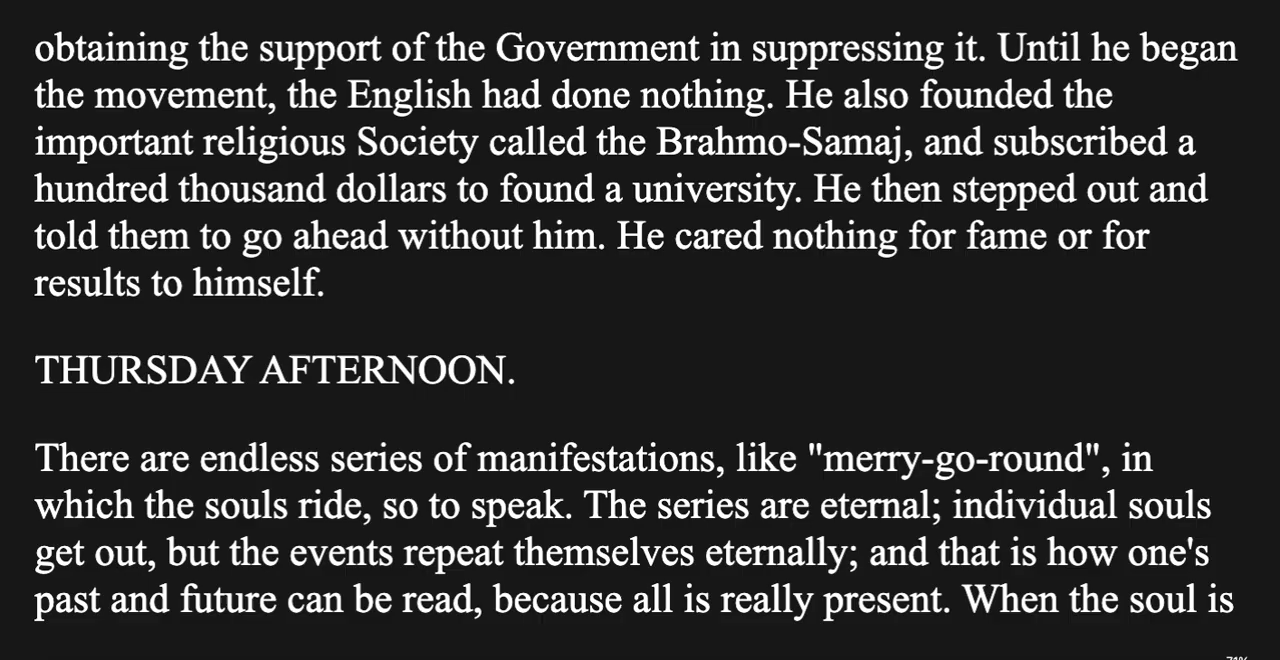 obtaining the support of the Government in suppressing it. Until he began
the movement, the English had done nothing. He also founded the
important religious Society called the Brahmo-Samaj, and subscribed a
hundred thousand dollars to found a university. He then stepped out and
told them to go ahead without him. He cared nothing for fame or for
results to himself.
THURSDAY AFTERNOON.
There are endless series of manifestations, like "merry-go-round", in
which the souls ride, so to speak. The series are eternal; individual souls
get out, but the events repeat themselves eternally; and that is how one's
past and future can be read, because all is really present. When the soul is